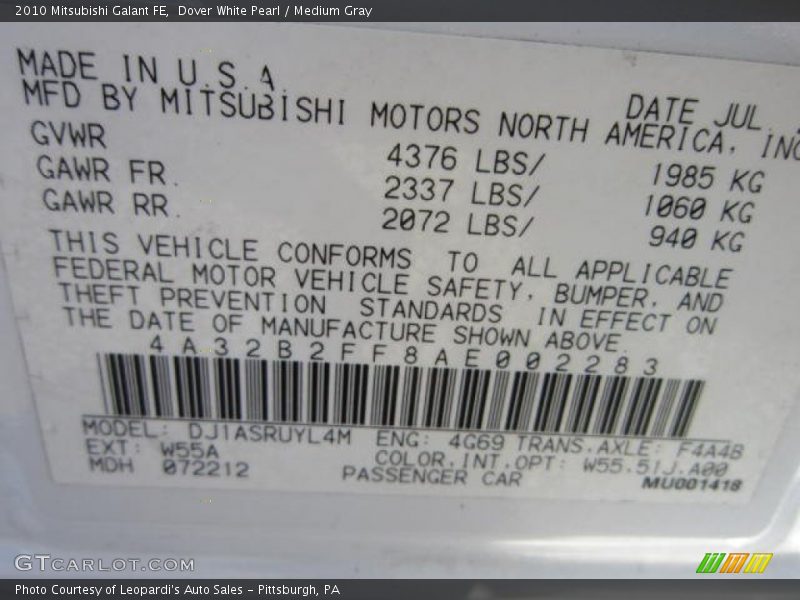 2010 Mitsubishi Galant FE,  Dover White Pearl / Medium Gray
MADE IN U.S.A.
DATE JUL.
MFD BY MITSUBISHI MOTORS NORTH AMERICA, INC
GVWR 4376 LBS/ 1985 KG
GAWR FR. 2337 LBS/ 1060 KG
GAWR RR. 2072 LBS/ 940 KG
THIS VEHICLE CONFORMS TO ALL APPLICABLE
FEDERAL MOTOR VEHICLE SAFETY, BUMPER, AND
THEFT PREVENTION STANDARDS IN EFFECT ON
THE DATE OF MANUFACTURE SHOWN ABOVE.
4A32B2FF8AE002283
MODEL: DJ1ASRUYL4M ENG: 4G69 TRANS.AXLE: F4A4B
EXT: W55A COLOR.INT.OPT: W55.51J.A00
MDH 072212 PASSENGER CAR MU001418
GTCARLOT.COM
Photo Courtesy of Leopardi's Auto Sales - Pittsburgh, PA